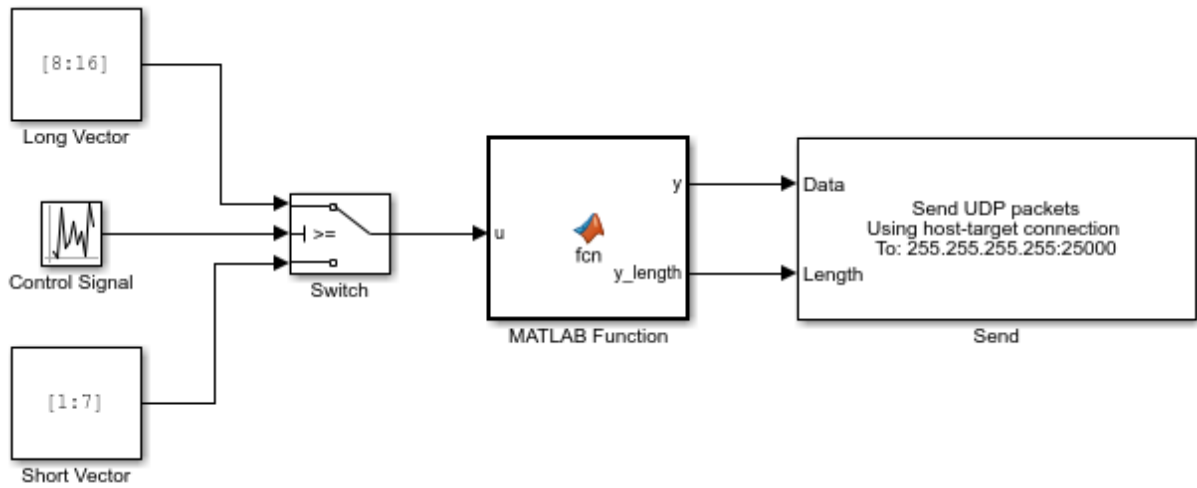 [8:16]
Long Vector
Control Signal
>=
Switch
[1:7]
Short Vector
u
fcn
y
y_length
MATLAB Function
Data
Length
Send UDP packets
Using host-target connection
To: 255.255.255.255:25000
Send